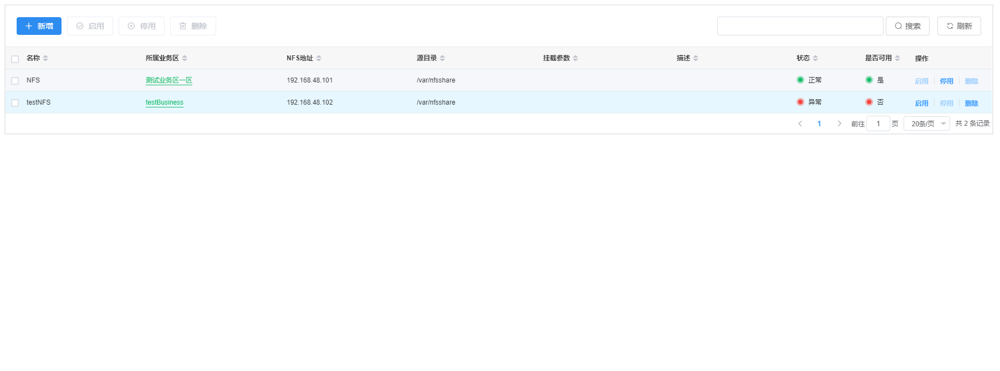 新增 启用 停用 删除 搜索 刷新
名称 所属业务区 NFS地址 源目录 挂载参数 描述 状态 是否可用 操作
NFS 测试业务区一区 192.168.48.101 /var/nfsshare 正常 是 启用 停用 删除
testNFS testBusiness 192.168.48.102 /var/nfsshare 异常 否 启用 停用 删除
1 前往 1 页 20条/页 共 2 条记录